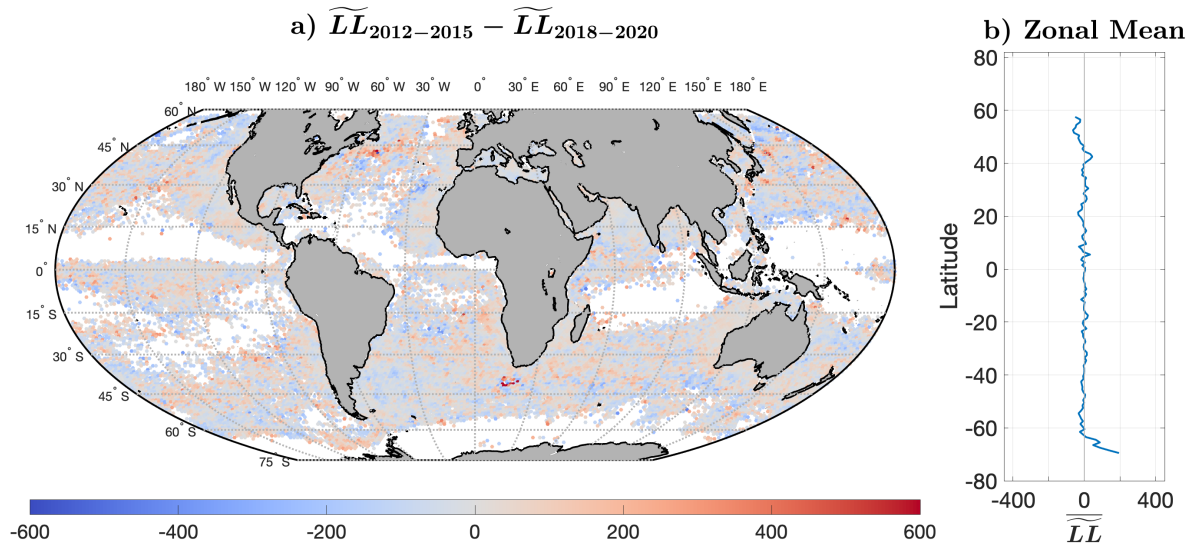 a) LL 2012−2015 − LL 2018−2020
b) Zonal Mean
180° W 150° W 120° W 90° W 60° W 30° W 0° 30° E 60° E 90° E 120° E 150° E 180° E
60° N
45° N
30° N
15° N
0°
15° S
30° S
45° S
60° S
75° S
-600 -400 -200 0 200 400 600
Latitude
80
60
40
20
0
-20
-40
-60
-80
-400 0 400
LL